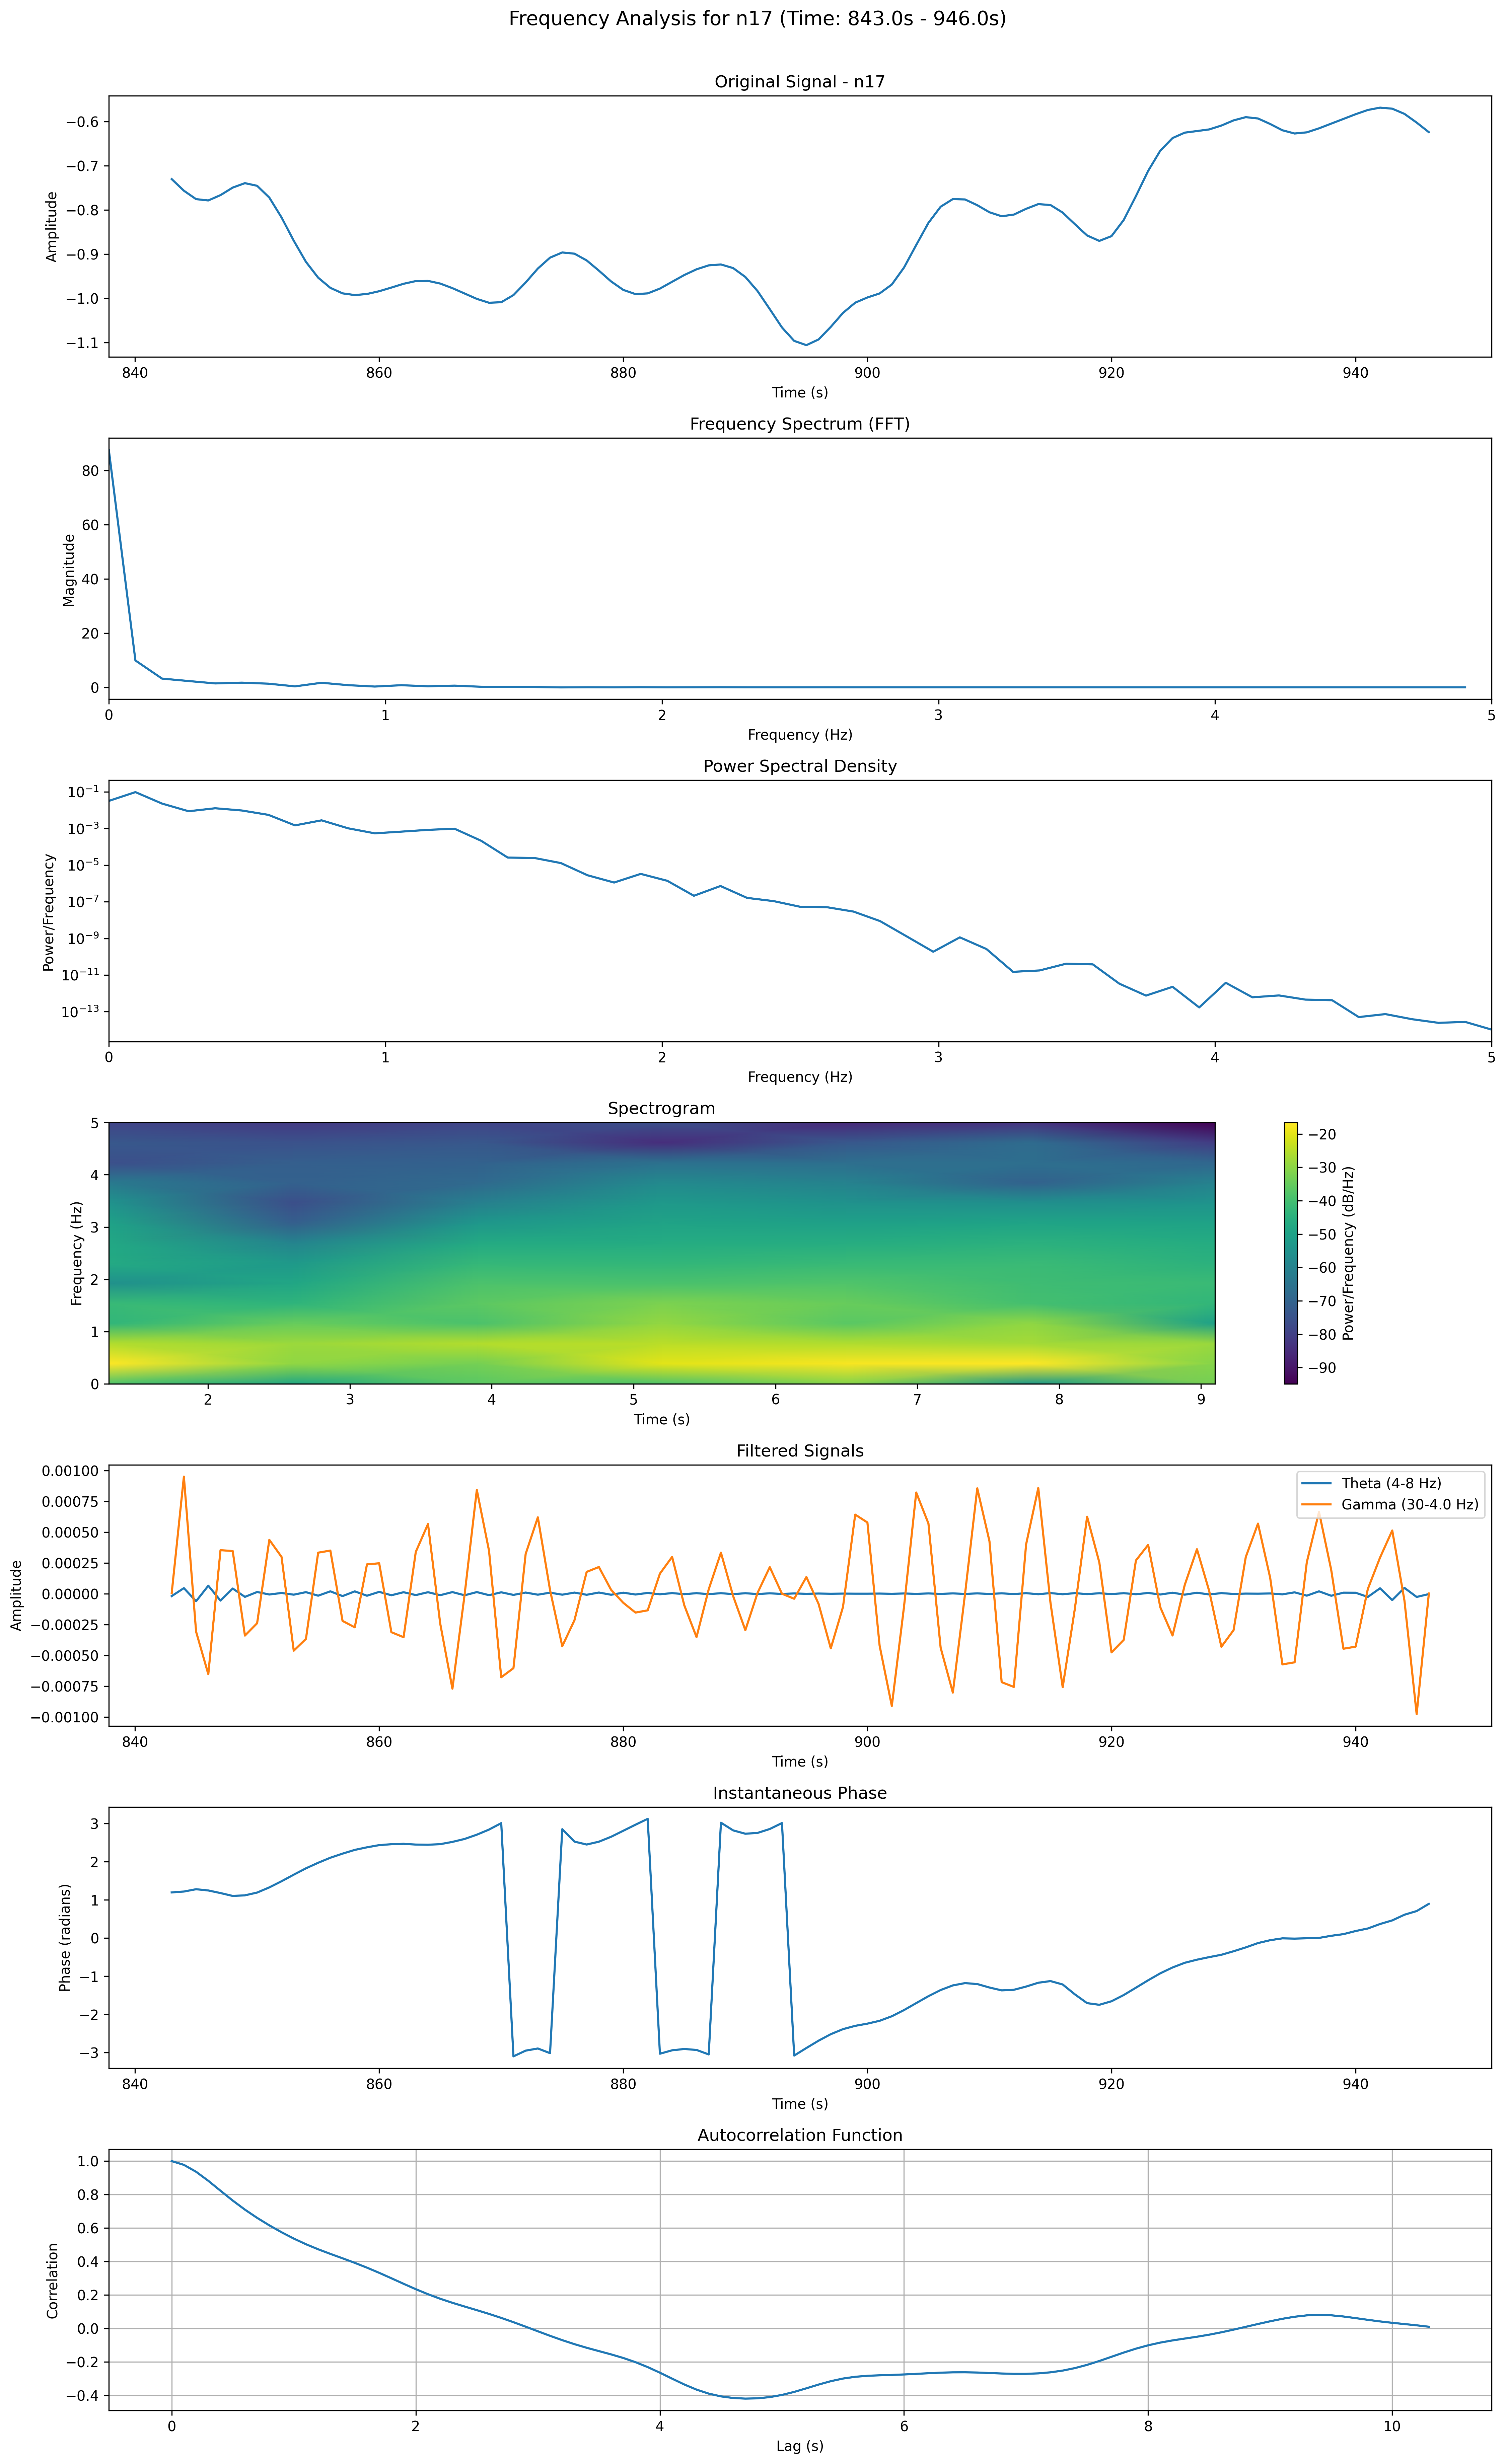 Frequency Analysis for n17 (Time: 843.0s - 946.0s)
Original Signal - n17
Amplitude
−0.6
−0.7
−0.8
−0.9
−1.0
−1.1
840 860 880 900 920 940
Time (s)
Frequency Spectrum (FFT)
Magnitude
80
60
40
20
0
0 1 2 3 4 5
Frequency (Hz)
Power Spectral Density
Power/Frequency
10⁻¹
10⁻³
10⁻⁵
10⁻⁷
10⁻⁹
10⁻¹¹
10⁻¹³
0 1 2 3 4 5
Frequency (Hz)
Spectrogram
Frequency (Hz)
5
4
3
2
1
0
2 3 4 5 6 7 8 9
Time (s)
−20
−30
−40
−50
−60
−70
−80
−90
Power/Frequency (dB/Hz)
Filtered Signals
Theta (4-8 Hz)
Gamma (30-4.0 Hz)
Amplitude
0.00100
0.00075
0.00050
0.00025
0.00000
−0.00025
−0.00050
−0.00075
−0.00100
840 860 880 900 920 940
Time (s)
Instantaneous Phase
Phase (radians)
3
2
1
0
−1
−2
−3
840 860 880 900 920 940
Time (s)
Autocorrelation Function
Correlation
1.0
0.8
0.6
0.4
0.2
0.0
−0.2
−0.4
0 2 4 6 8 10
Lag (s)